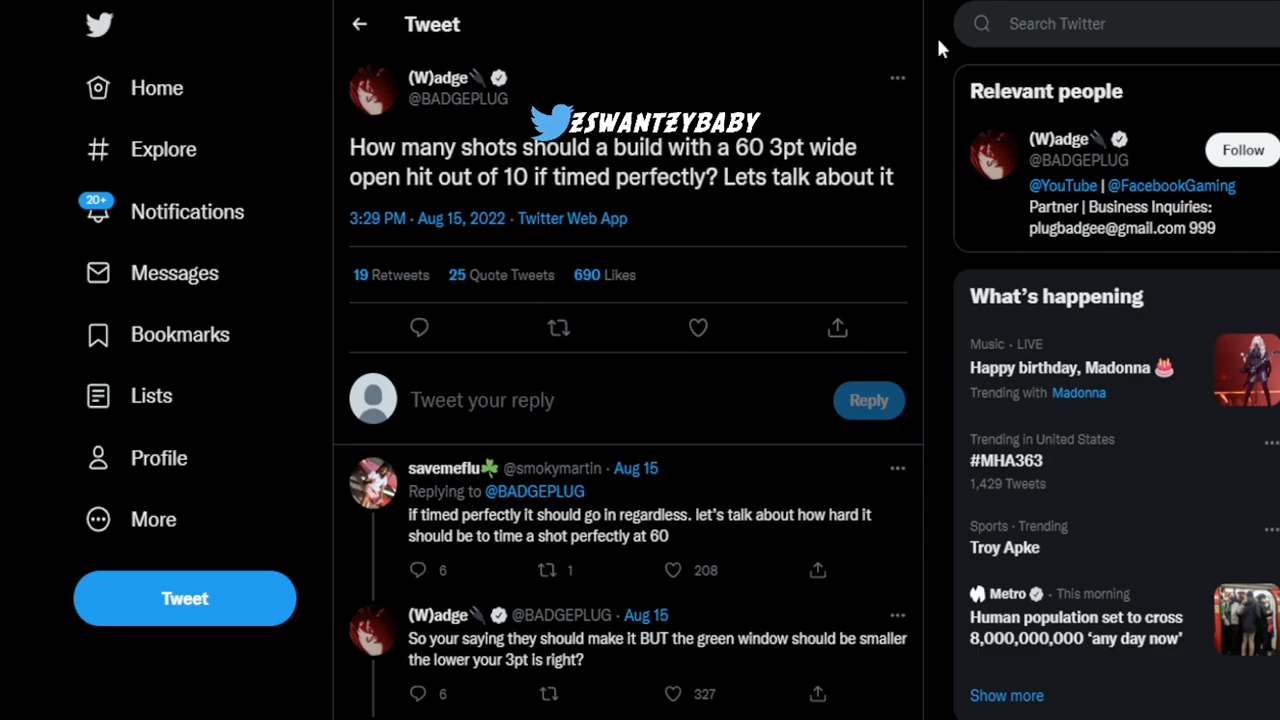 Home
Explore
20+
Notifications
Messages
Bookmarks
Lists
Profile
More
Tweet
Tweet
(W)adge
@BADGEPLUG
ZSWANTZYBABY
How many shots should a build with a 60 3pt wide
open hit out of 10 if timed perfectly? Lets talk about it
3:29 PM · Aug 15, 2022 · Twitter Web App
19 Retweets 25 Quote Tweets 690 Likes
Tweet your reply
Reply
savemeflu☘ @smokymartin · Aug 15
Replying to @BADGEPLUG
If timed perfectly it should go in regardless. let's talk about how hard it
should be to time a shot perfectly at 60
6 1 208
(W)adge @BADGEPLUG · Aug 15
So your saying they should make it BUT the green window should be smaller
the lower your 3pt is right?
6 327
Search Twitter
Relevant people
(W)adge
@BADGEPLUG
Follow
@YouTube | @FacebookGaming
Partner | Business Inquiries:
plugbadgee@gmail.com 999
What's happening
Music · LIVE
Happy birthday, Madonna 🎂
Trending with Madonna
Trending in United States
#MHA363
1,429 Tweets
Sports · Trending
Troy Apke
Metro · This morning
Human population set to cross
8,000,000,000 'any day now'
Show more